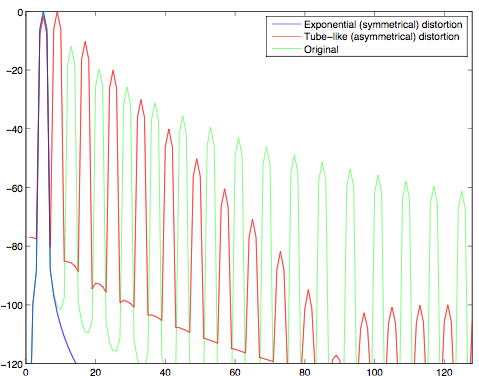 Exponential (symmetrical) distortion
Tube-like (asymmetrical) distortion
Original
0
-20
-40
-60
-80
-100
-120
0 20 40 60 80 100 120